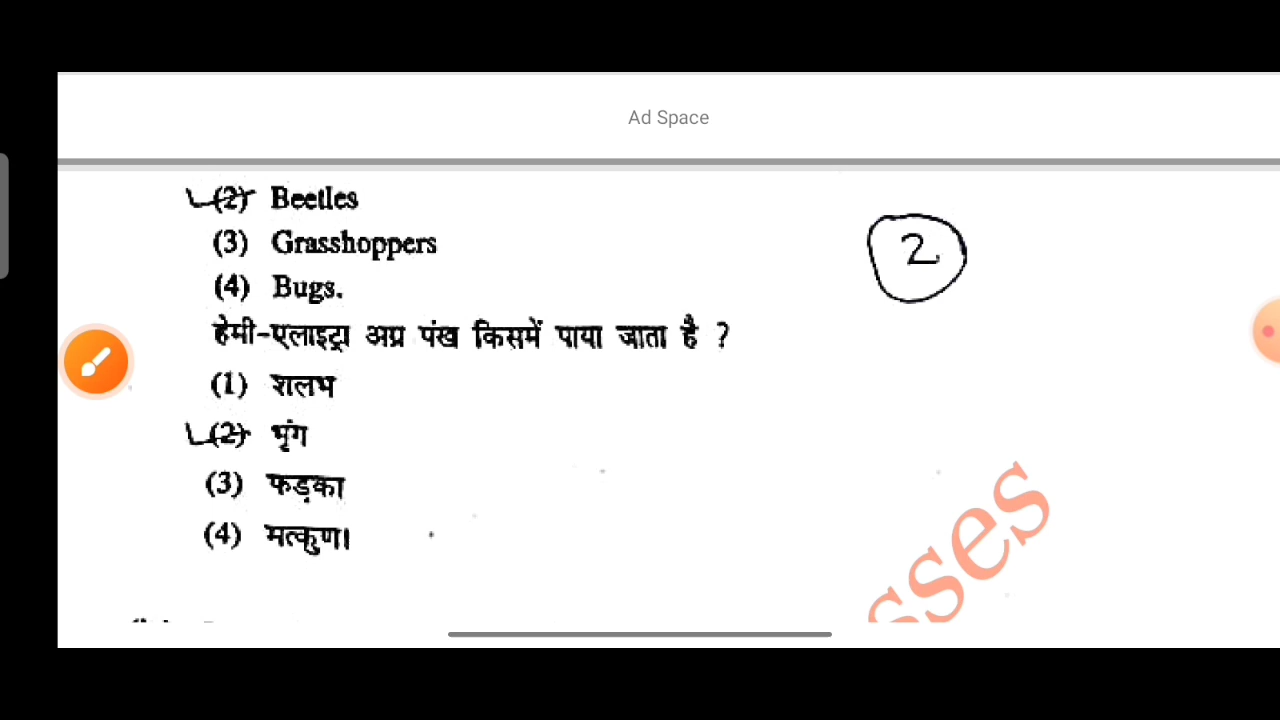 Ad Space
(2) Beetles
(3) Grasshoppers
2
(4) Bugs.
हेमी-एलाइट्रा अग्र पंख किसमें पाया जाता है ?
(1) शलभ
(2) भृंग
(3) फड़का
(4) मत्कुण।
sses